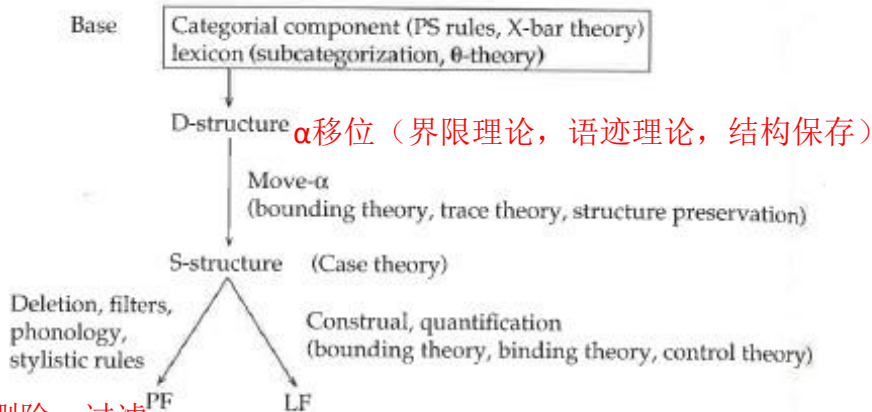 Base
Categorial component (PS rules, X-bar theory)
lexicon (subcategorization, θ-theory)
D-structure
α移位（界限理论，语迹理论，结构保存）
Move-α
(bounding theory, trace theory, structure preservation)
S-structure (Case theory)
Deletion, filters,
phonology,
stylistic rules
Construal, quantification
(bounding theory, binding theory, control theory)
PF
LF